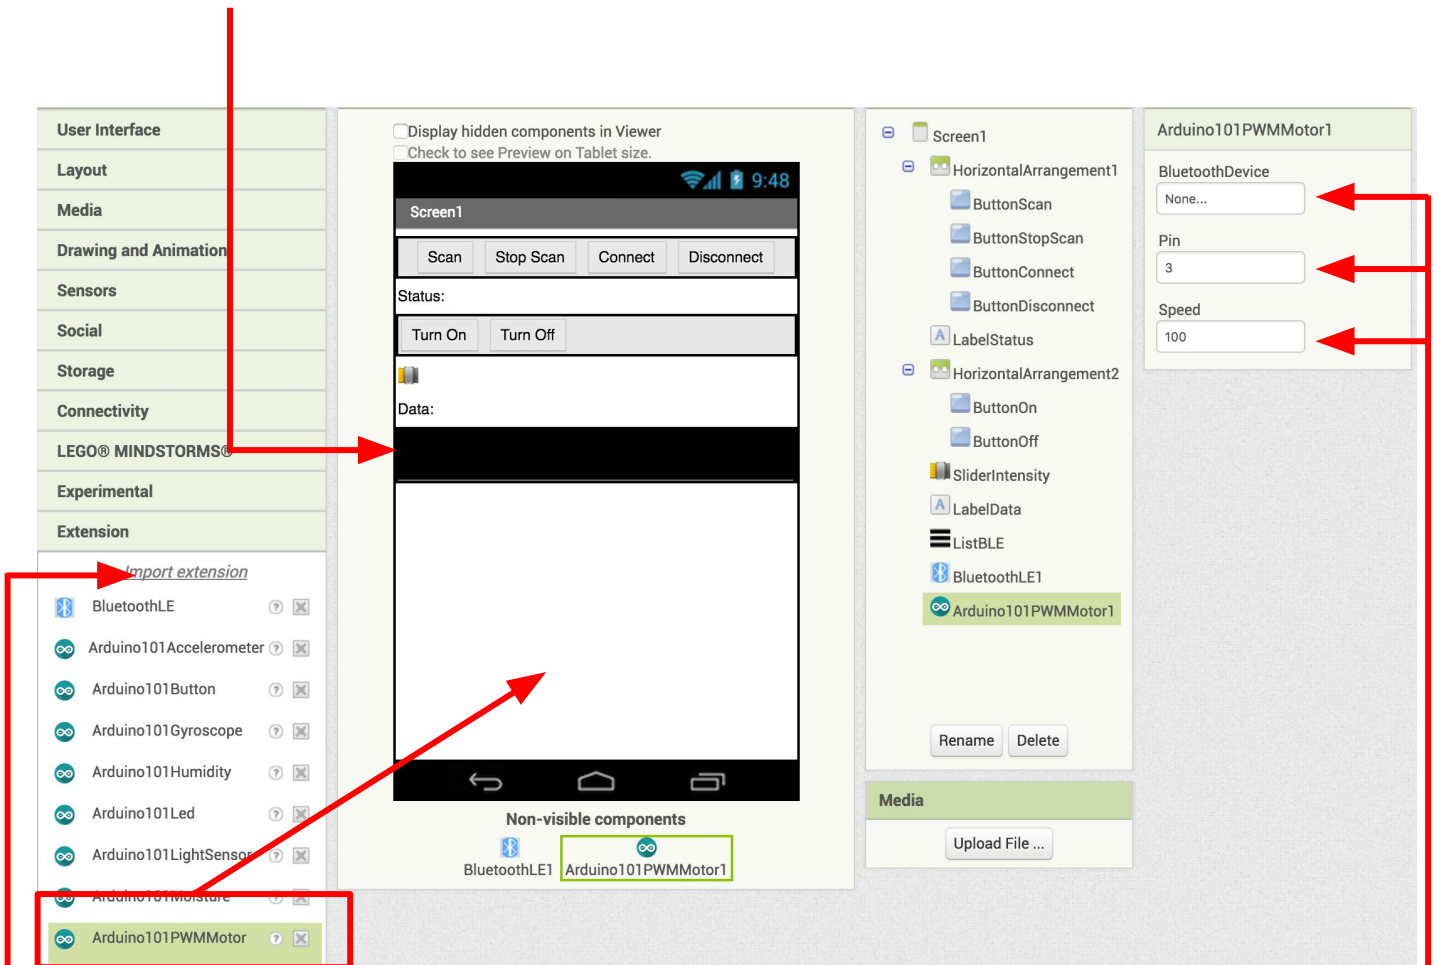 User Interface
Layout
Media
Drawing and Animation
Sensors
Social
Storage
Connectivity
LEGO® MINDSTORMS®
Experimental
Extension
Import extension
BluetoothLE
Arduino101Accelerometer
Arduino101Button
Arduino101Gyroscope
Arduino101Humidity
Arduino101Led
Arduino101LightSensor
Arduino101Moisture
Arduino101PWMMotor
Display hidden components in Viewer
Check to see Preview on Tablet size.
9:48
Screen1
Scan Stop Scan Connect Disconnect
Status:
Turn On Turn Off
Data:
Non-visible components
BluetoothLE1 Arduino101PWMMotor1
Screen1
HorizontalArrangement1
ButtonScan
ButtonStopScan
ButtonConnect
ButtonDisconnect
LabelStatus
HorizontalArrangement2
ButtonOn
ButtonOff
SliderIntensity
LabelData
ListBLE
BluetoothLE1
Arduino101PWMMotor1
Rename Delete
Media
Upload File ...
Arduino101PWMMotor1
BluetoothDevice
None...
Pin
3
Speed
100